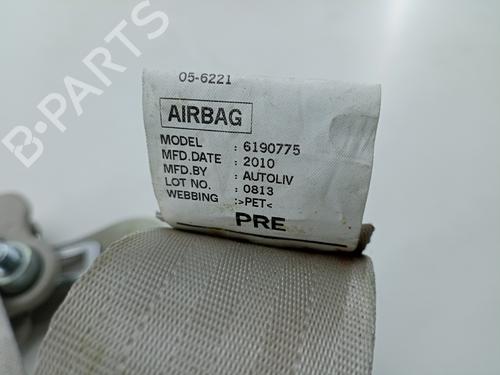 05-6221
AIRBAG
MODEL : 6190775
MFD.DATE : 2010
MFD.BY : AUTOLIV
LOT NO. : 0813
WEBBING :>PET<
PRE
B-PARTS